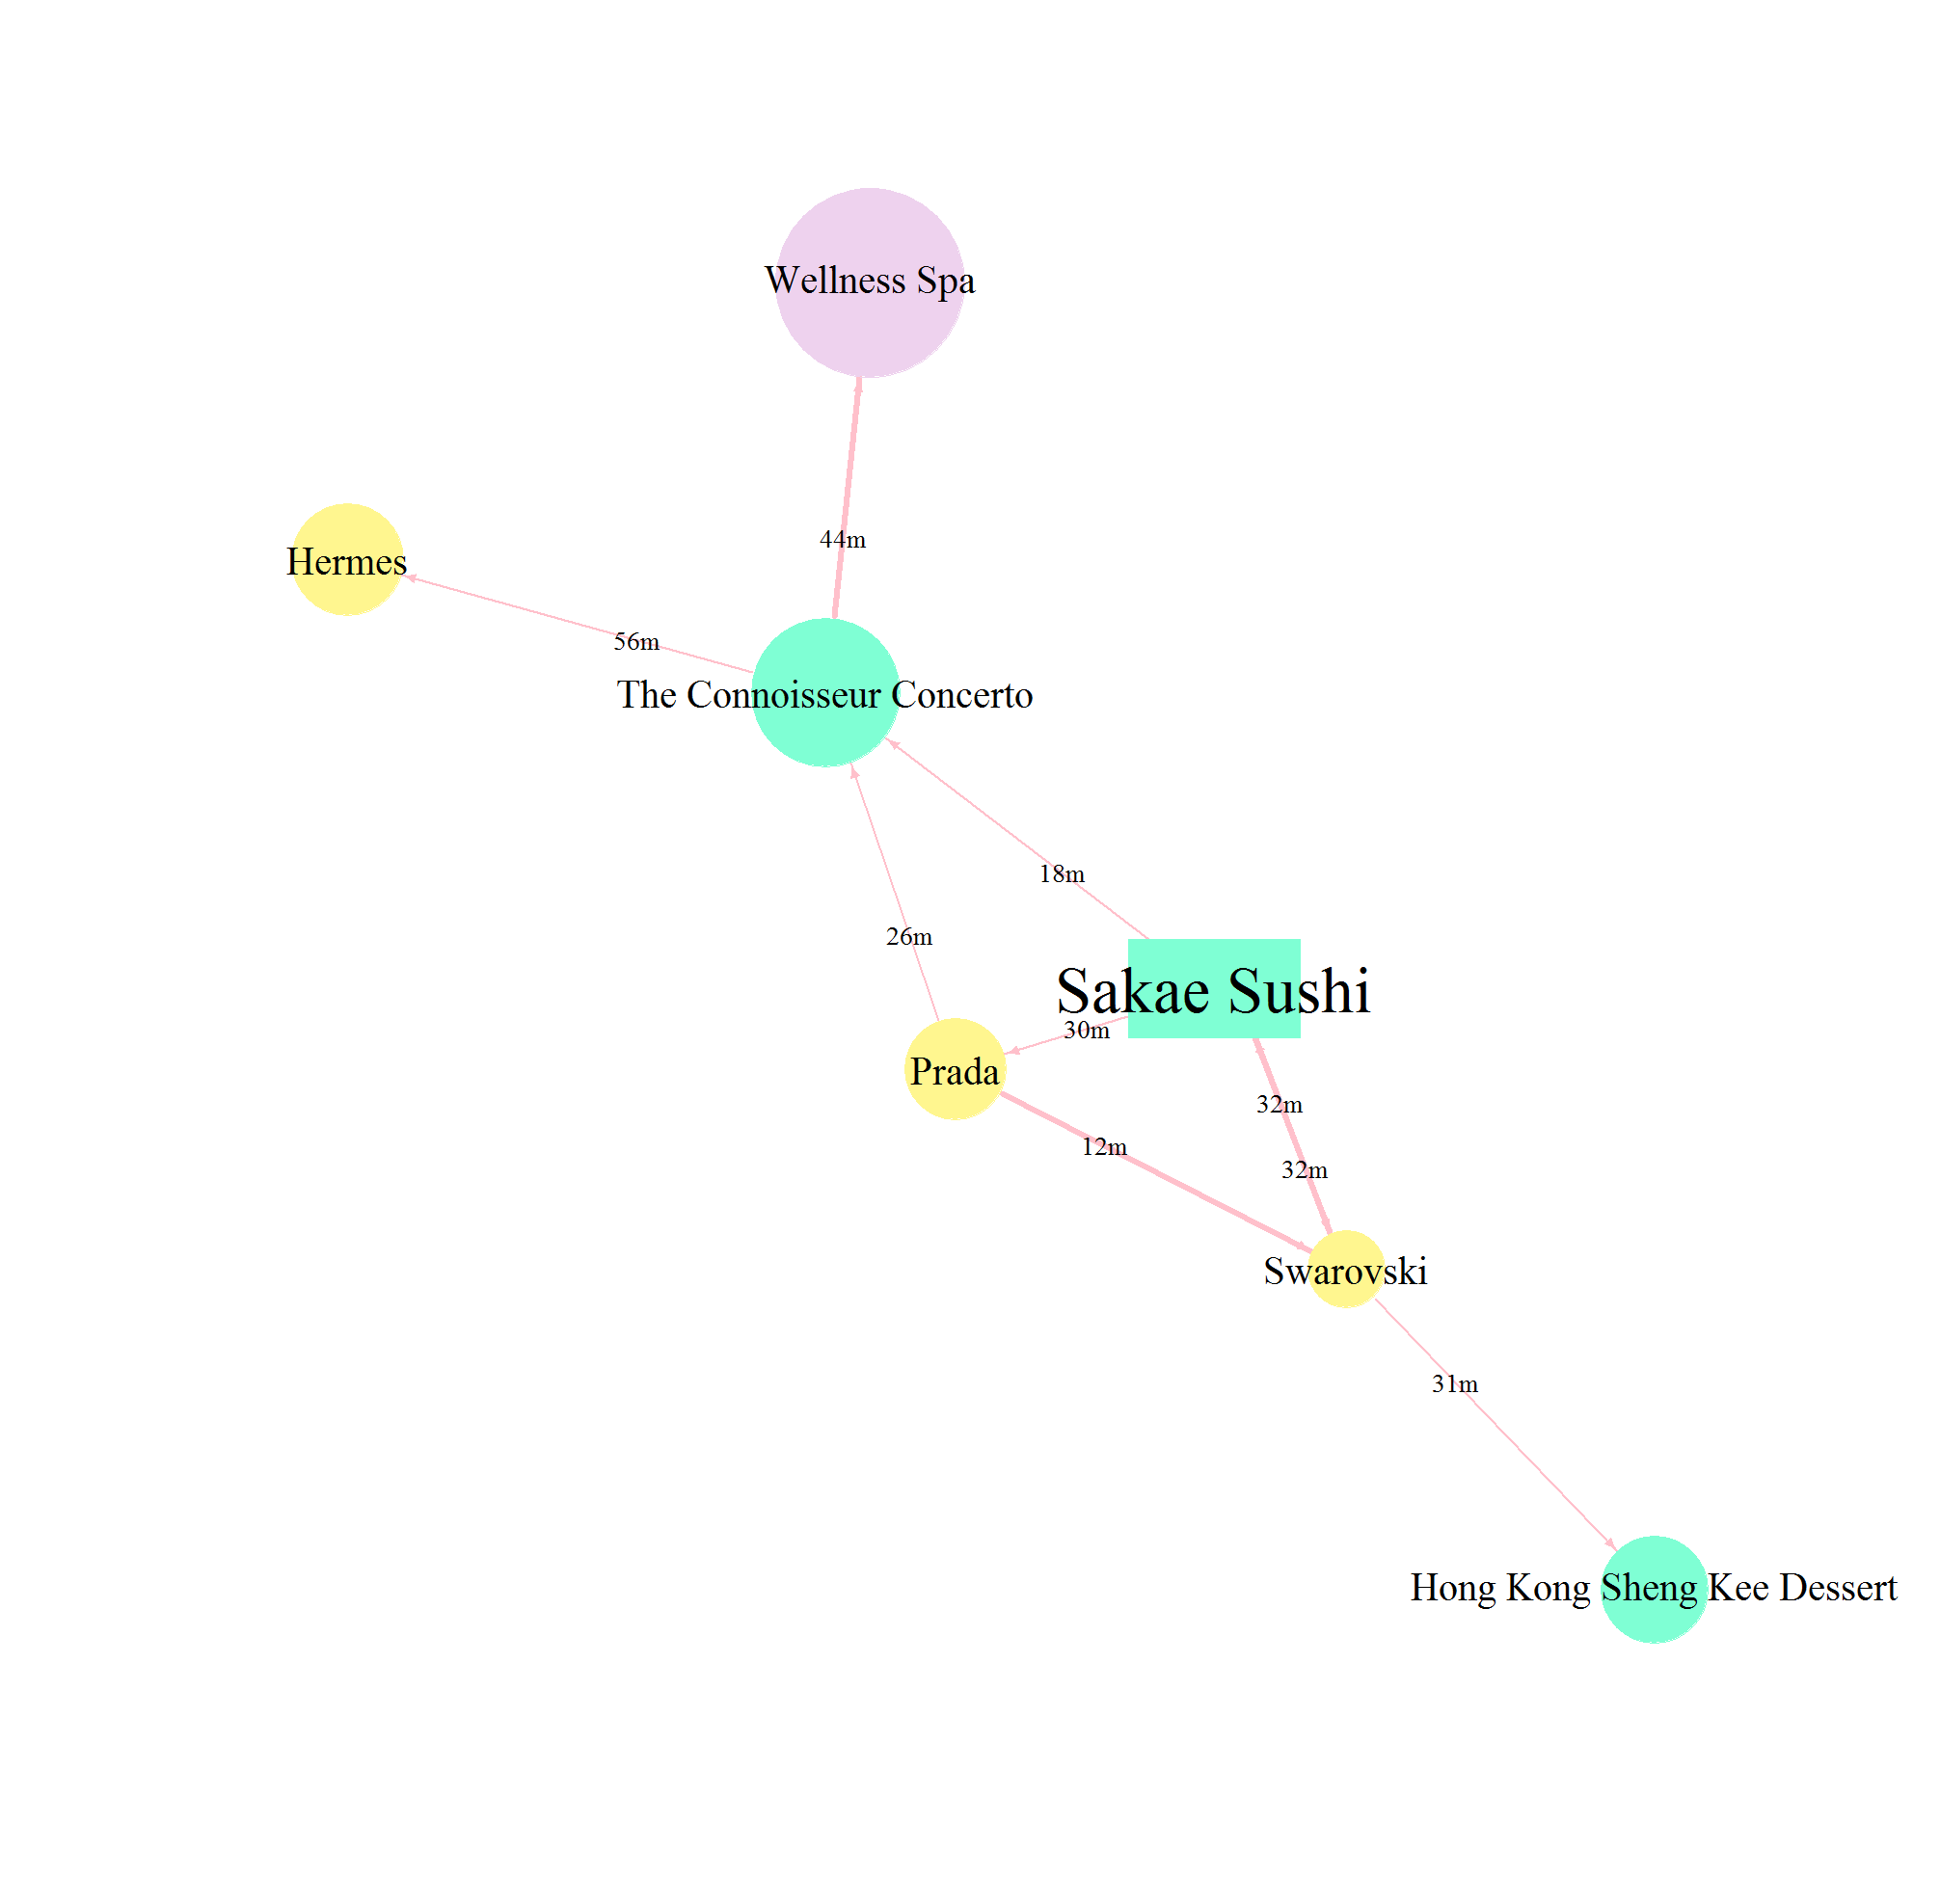 Wellness Spa
44m
Hermes
56m
The Connoisseur Concerto
18m
26m
Sakae Sushi
30m
Prada
32m
12m
32m
Swarovski
31m
Hong Kong Sheng Kee Dessert